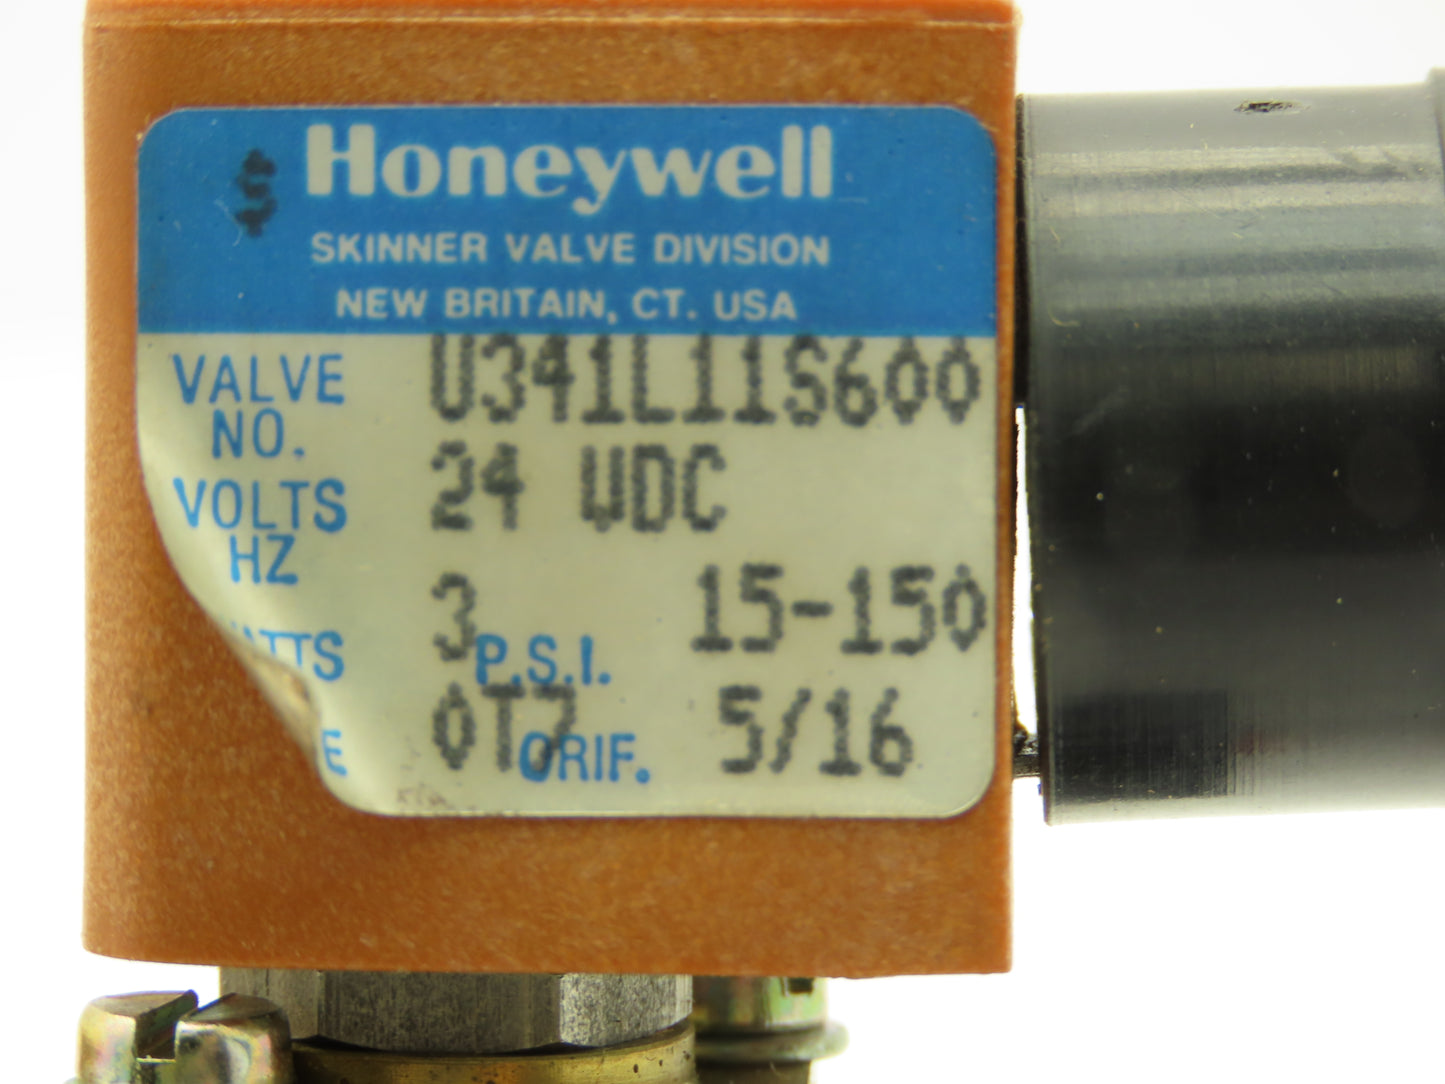 Honeywell
SKINNER VALVE DIVISION
NEW BRITAIN, CT. USA
VALVE NO. U341L11S600
VOLTS HZ 24 VDC
3 P.S.I. 15-150
ORIF. 5/16